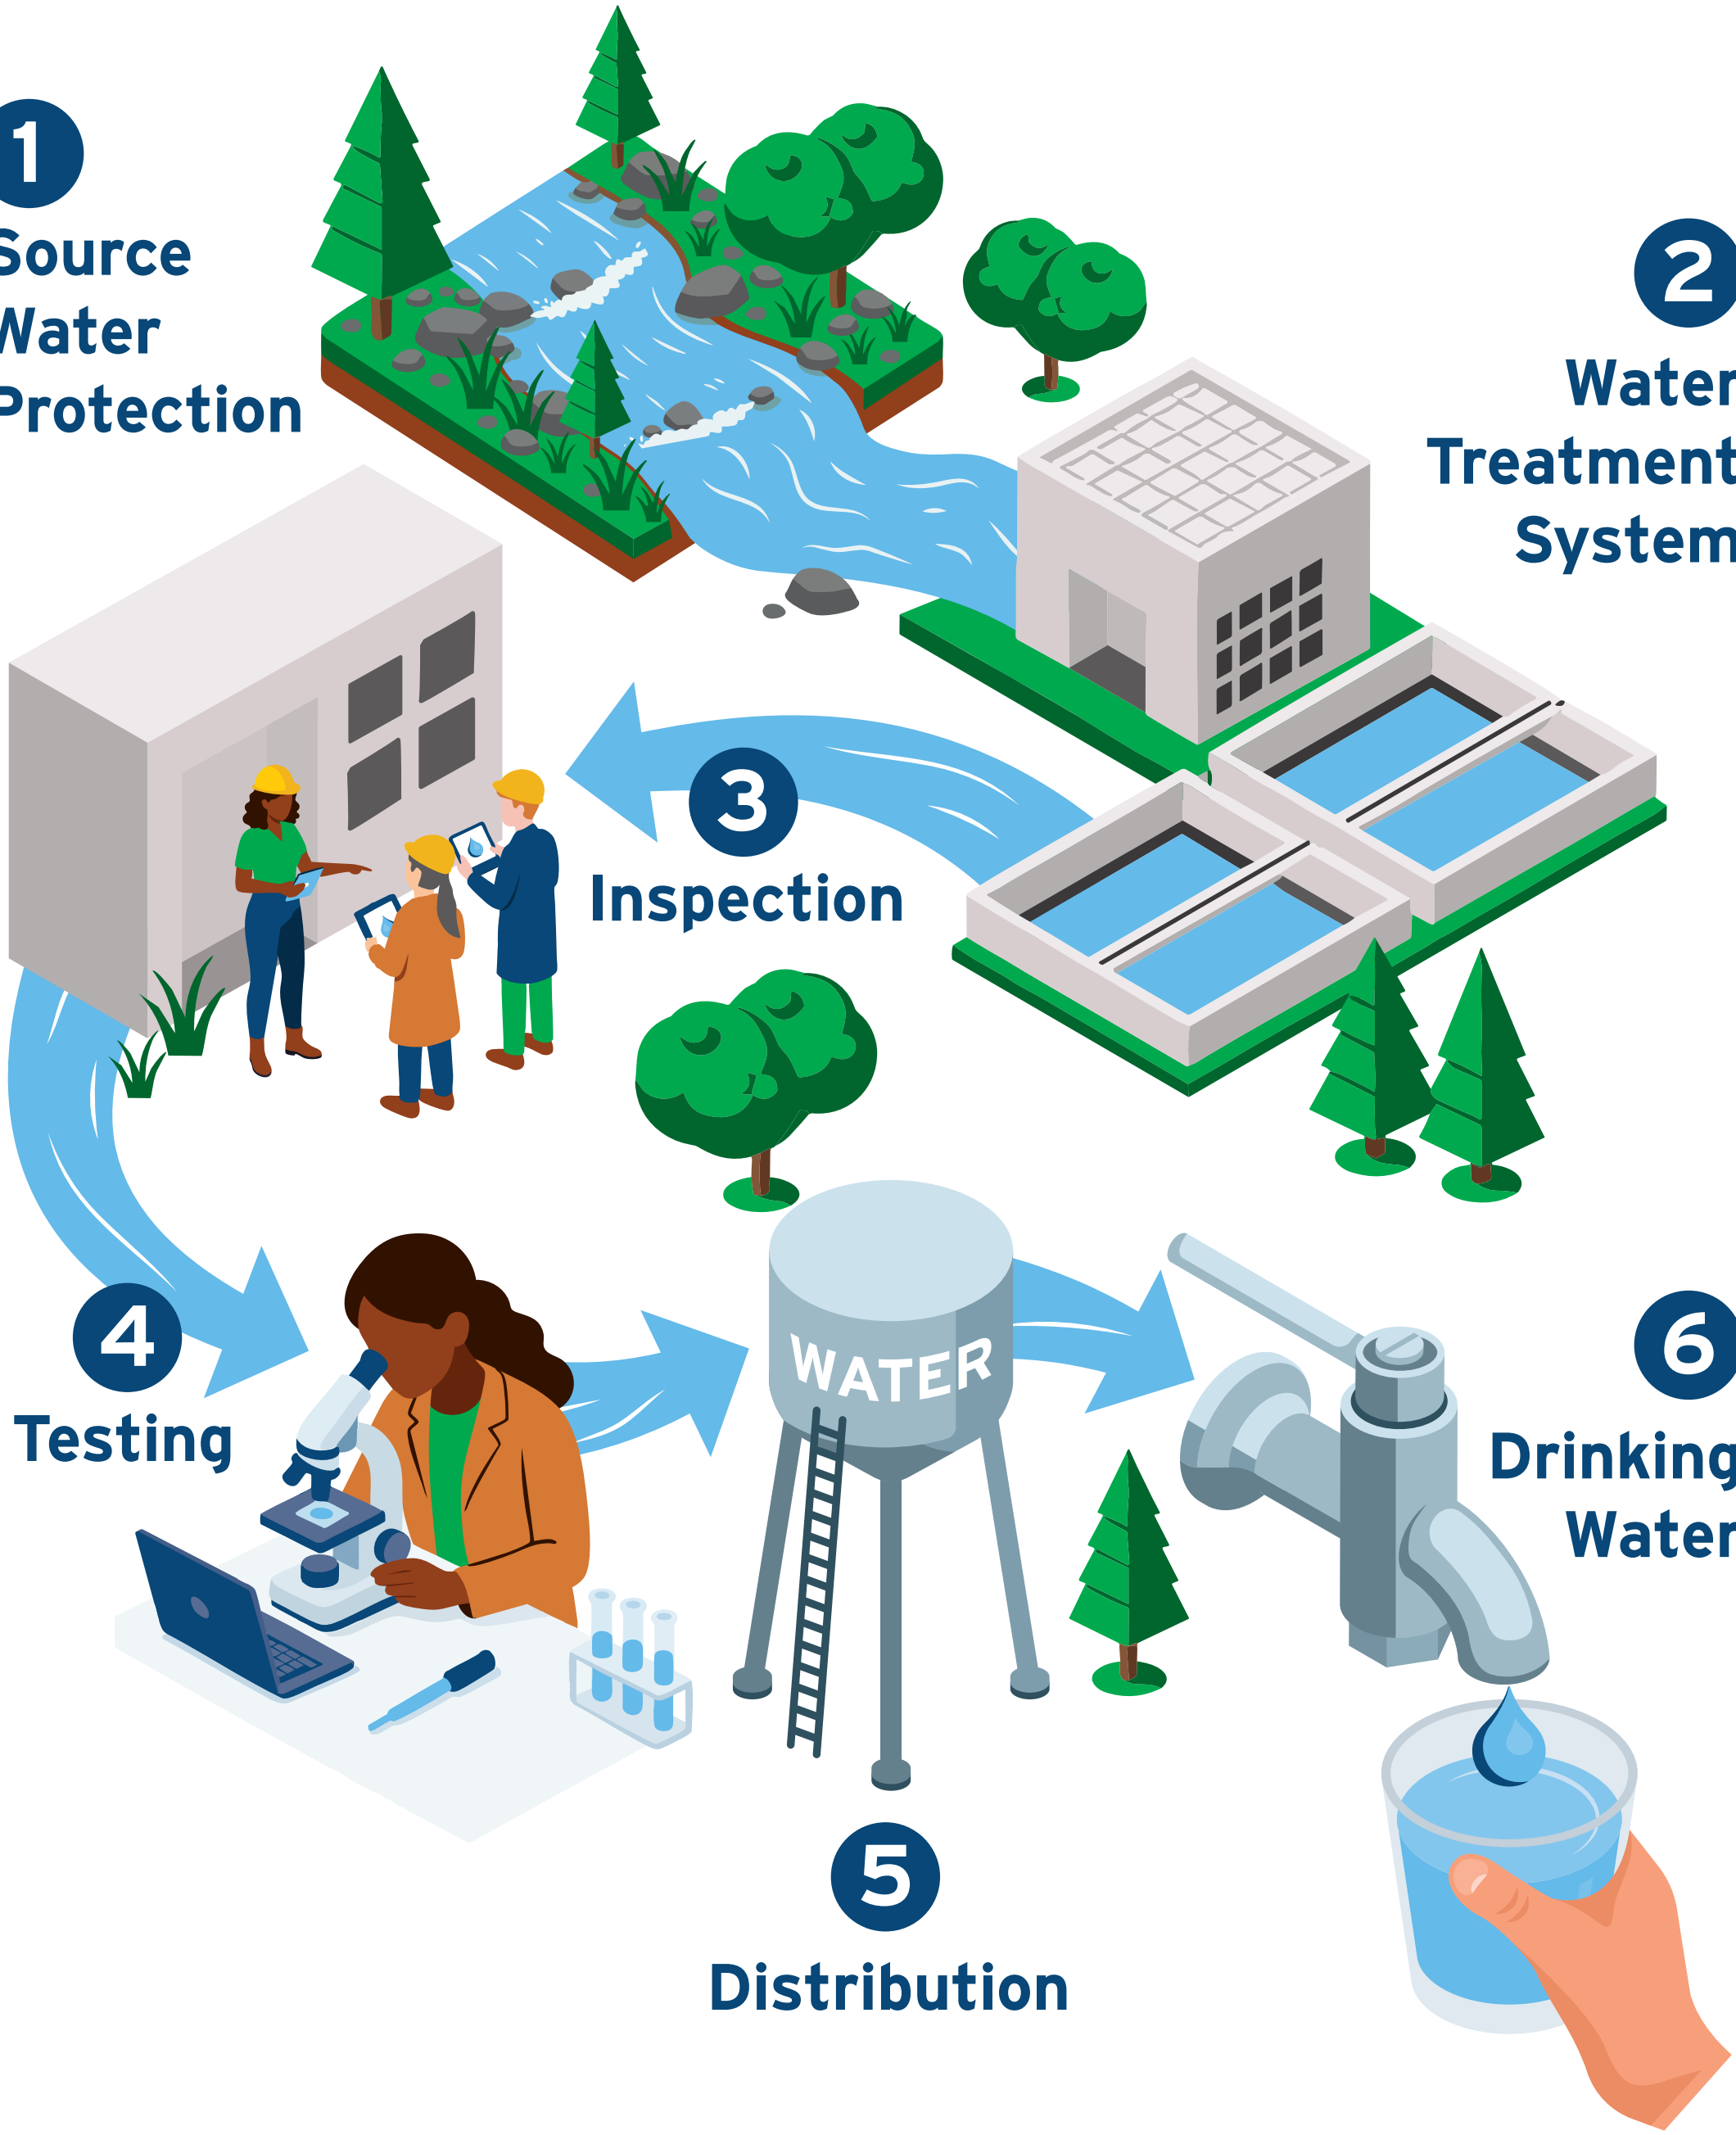 1
Source
Water
Protection
2
Water
Treatment
System
3
Inspection
4
Testing
WATER
5
Distribution
6
Drinking
Water